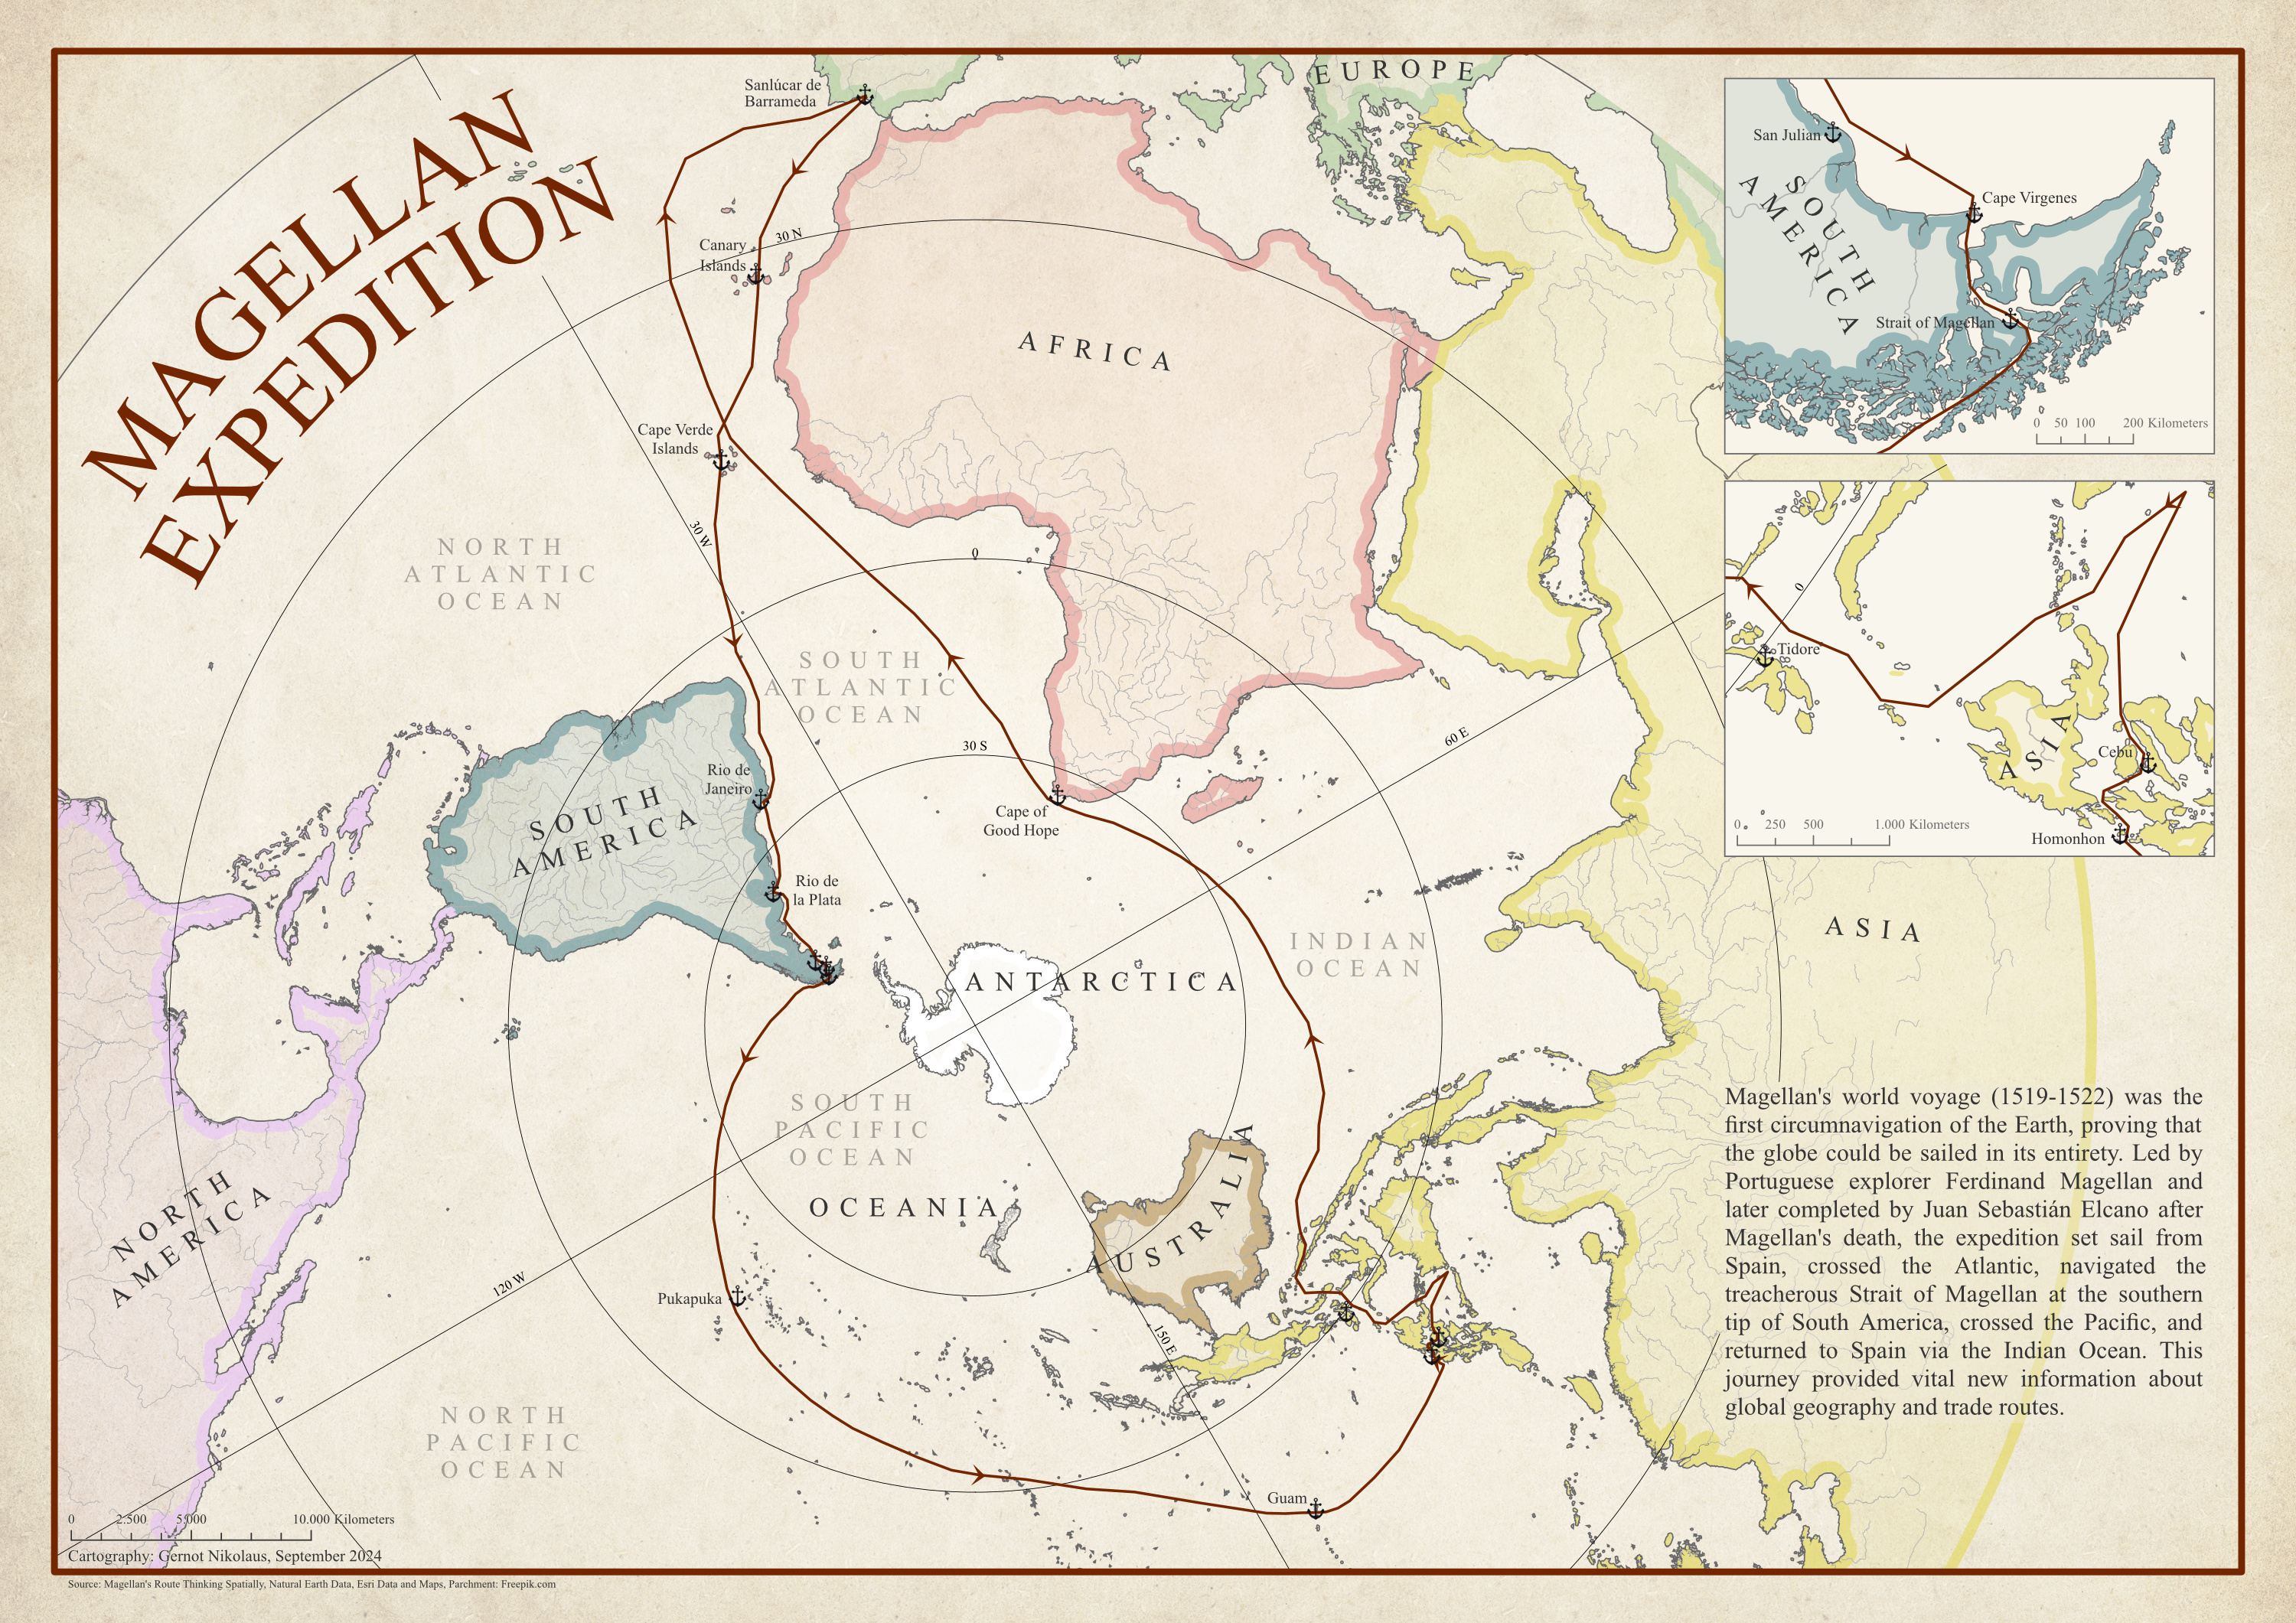 MAGELLAN
EXPEDITION
Sanlúcar de
Barrameda
EUROPE
Canary
Islands
30 N
AFRICA
Cape Verde
Islands
30 W
NORTH
ATLANTIC
OCEAN
0
SOUTH
ATLANTIC
OCEAN
30 S
60 E
Rio de
Janeiro
SOUTH
AMERICA
Cape of
Good Hope
Rio de
la Plata
INDIAN
OCEAN
ASIA
ANTARCTICA
SOUTH
PACIFIC
OCEAN
OCEANIA
AUSTRALIA
NORTH
AMERICA
120 W
Pukapuka
150 E
NORTH
PACIFIC
OCEAN
Guam
San Julian
Cape Virgenes
SOUTH
AMERICA
Strait of Magellan
0 50 100 200 Kilometers
0
Tidore
ASIA
Cebu
Homonhon
0 250 500 1.000 Kilometers
Magellan's world voyage (1519-1522) was the
first circumnavigation of the Earth, proving that
the globe could be sailed in its entirety. Led by
Portuguese explorer Ferdinand Magellan and
later completed by Juan Sebastián Elcano after
Magellan's death, the expedition set sail from
Spain, crossed the Atlantic, navigated the
treacherous Strait of Magellan at the southern
tip of South America, crossed the Pacific, and
returned to Spain via the Indian Ocean. This
journey provided vital new information about
global geography and trade routes.
0 2.500 5.000 10.000 Kilometers
Cartography: Gernot Nikolaus, September 2024
Source: Magellan's Route Thinking Spatially, Natural Earth Data, Esri Data and Maps, Parchment: Freepik.com